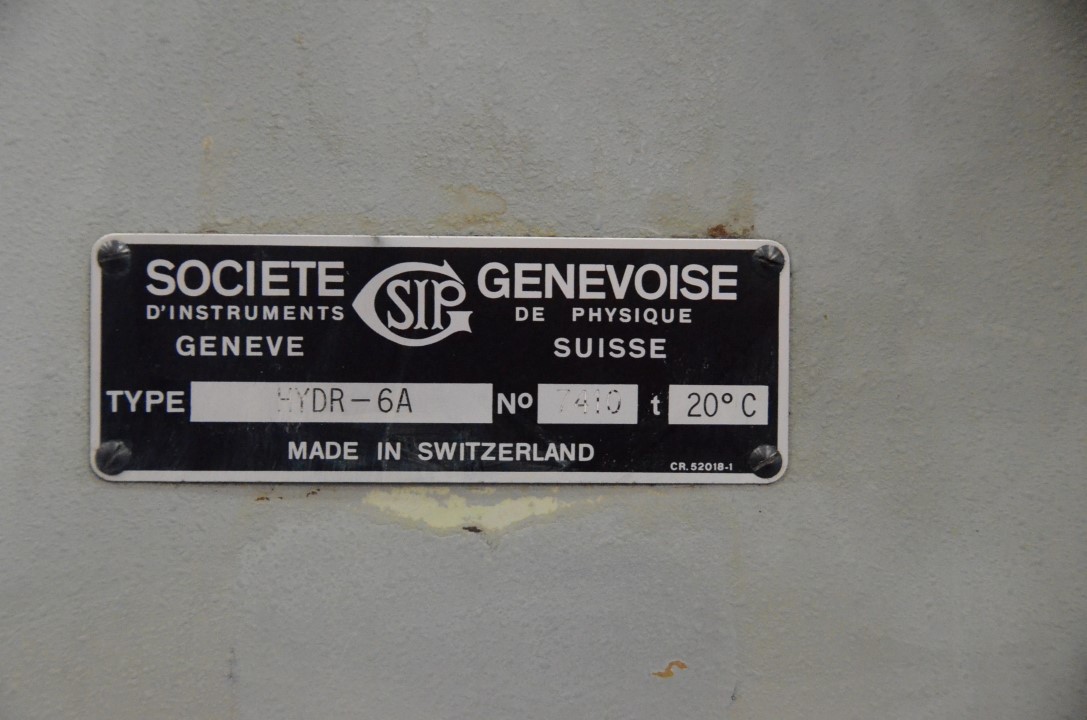 SOCIETE SIP GENEVOISE
D'INSTRUMENTS DE PHYSIQUE
GENEVE SUISSE
TYPE HYDR-6A Nº 7410 t 20°C
MADE IN SWITZERLAND
CR.52018-1